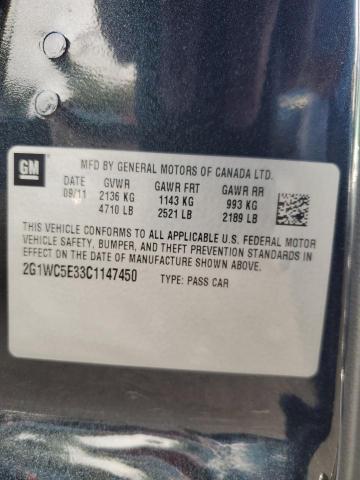 GM
MFD BY GENERAL MOTORS OF CANADA LTD.
DATE GVWR GAWR FRT GAWR RR
09/11 2136 KG 1143 KG 993 KG
4710 LB 2521 LB 2189 LB
THIS VEHICLE CONFORMS TO ALL APPLICABLE U.S. FEDERAL MOTOR
VEHICLE SAFETY, BUMPER, AND THEFT PREVENTION STANDARDS IN
EFFECT ON THE DATE OF MANUFACTURE SHOWN ABOVE.
2G1WC5E33C1147450 TYPE: PASS CAR